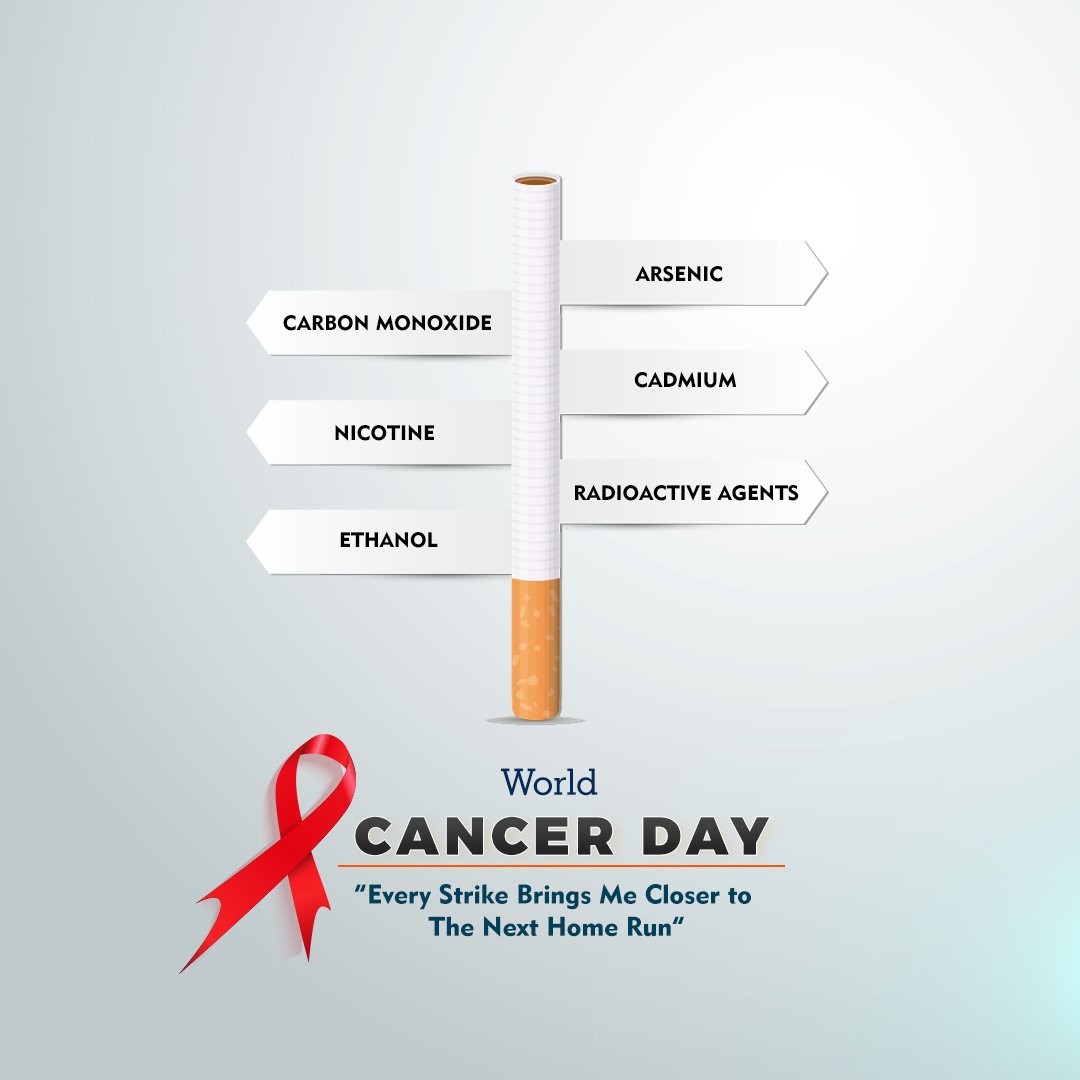 ARSENIC
CARBON MONOXIDE
CADMIUM
NICOTINE
RADIOACTIVE AGENTS
ETHANOL
World
CANCER DAY
“Every Strike Brings Me Closer to
The Next Home Run“